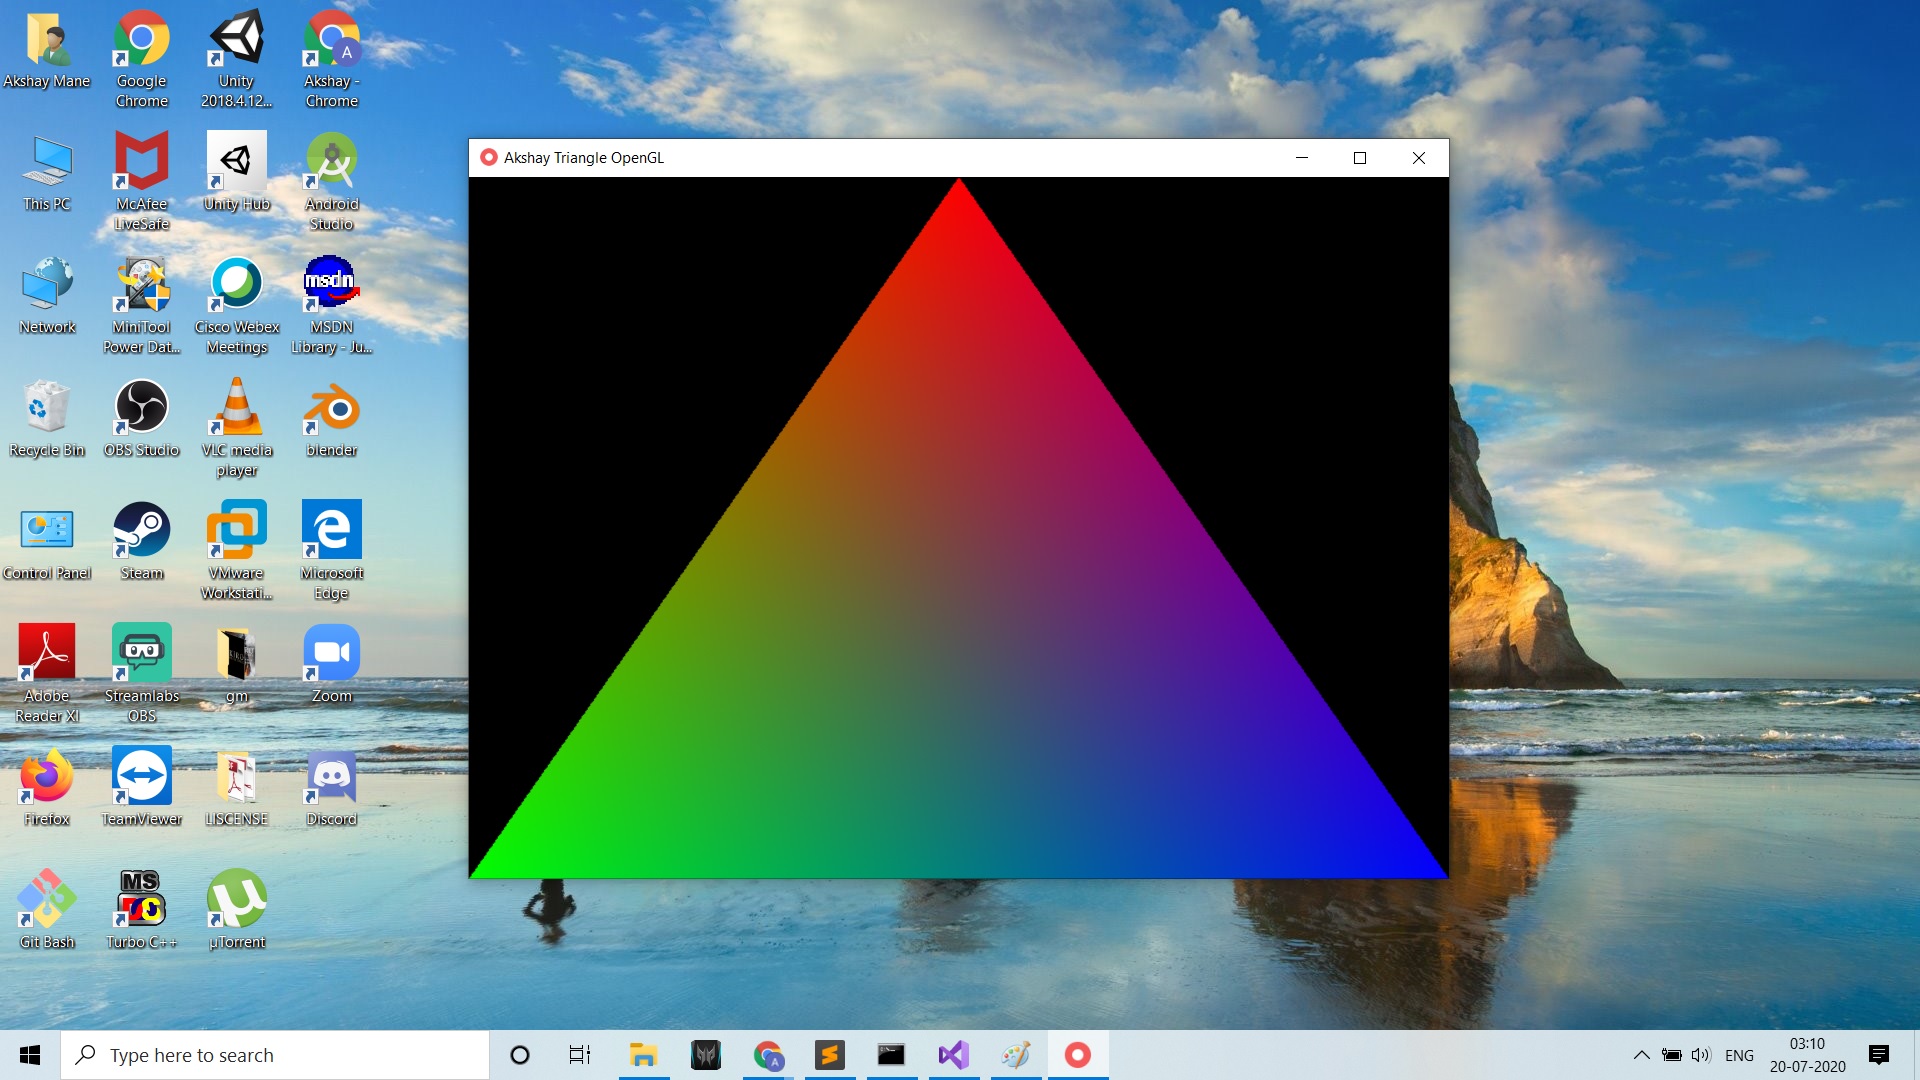 Akshay Mane
Google
Chrome
Unity
2018.4.12...
A
Akshay -
Chrome
This PC
McAfee
LiveSafe
Unity Hub
Android
Studio
Network
MiniTool
Power Dat...
Cisco Webex
Meetings
msdn
MSDN
Library - Ju...
Recycle Bin
OBS Studio
VLC media
player
blender
Control Panel
Steam
VMware
Workstati...
Microsoft
Edge
Adobe
Reader XI
Streamlabs
OBS
gm
Zoom
Firefox
TeamViewer
LISCENSE
Discord
Git Bash
MS
Turbo C++
µTorrent
Akshay Triangle OpenGL
Type here to search
A
ENG
03:10
20-07-2020